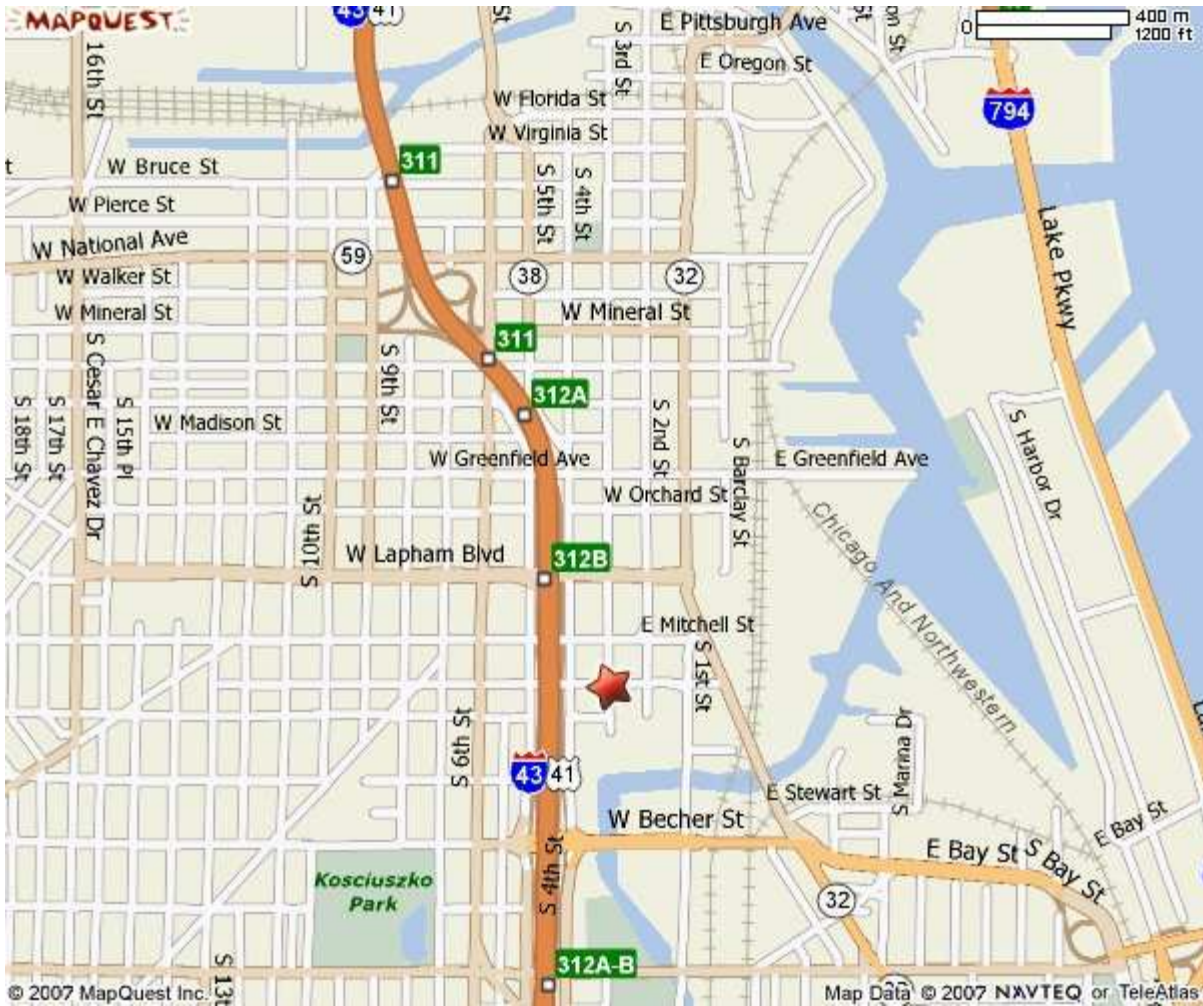 MAPQUEST
43
41
400 m
0
1200 ft
16th St
S 3rd St
E Pittsburgh Ave
E Oregon St
W Florida St
W Virginia St
794
311
t
W Bruce St
S 5th St
S 4th St
W Pierce St
W National Ave
59
38
32
W Walker St
W Mineral St
W Mineral St
Lake Pkwy
311
S Cesar E Chavez Dr
S 9th St
312A
S 18th St
S 17th St
S 15th Pl
W Madison St
S 2nd St
S Barclay St
S Harbor Dr
W Greenfield Ave
E Greenfield Ave
W Orchard St
S 10th St
Chicago And Northwestern
W Lapham Blvd
312B
E Mitchell St
S 1st St
S 6th St
43
41
S Marina Dr
E Stewart St
W Becher St
E Bay St
E Bay St
S Bay St
S 4th St
Kosciuszko
Park
32
S 13t
312A-B
© 2007 MapQuest Inc.
Map Data © 2007 NAVTEQ or TeleAtlas